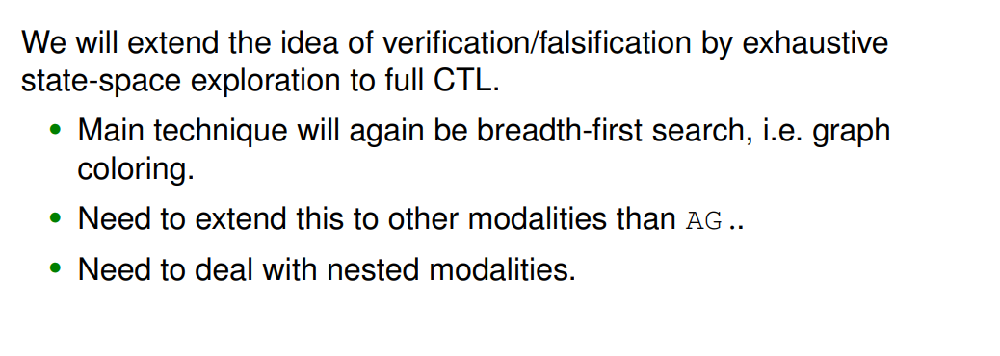 We will extend the idea of verification/falsification by exhaustive
state-space exploration to full CTL.
• Main technique will again be breadth-first search, i.e. graph
coloring.
• Need to extend this to other modalities than AG ..
• Need to deal with nested modalities.